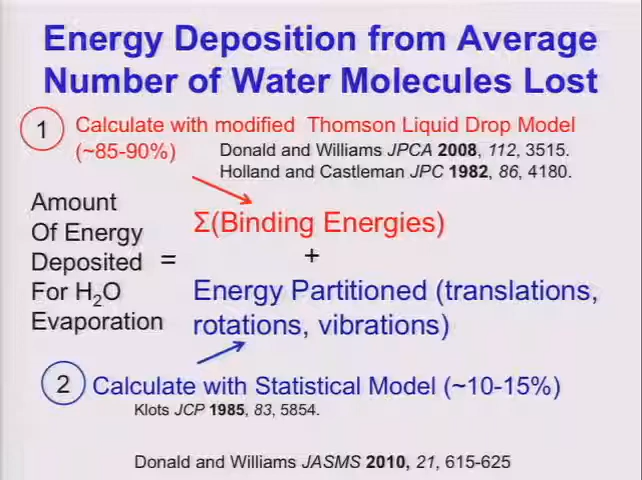 Energy Deposition from Average
Number of Water Molecules Lost
1 Calculate with modified Thomson Liquid Drop Model
(~85-90%) Donald and Williams JPCA 2008, 112, 3515.
Holland and Castleman JPC 1982, 86, 4180.
Amount
Of Energy
Deposited
For H₂O
Evaporation
=
Σ(Binding Energies)
+
Energy Partitioned (translations,
rotations, vibrations)
2 Calculate with Statistical Model (~10-15%)
Klots JCP 1985, 83, 5854.
Donald and Williams JASMS 2010, 21, 615-625